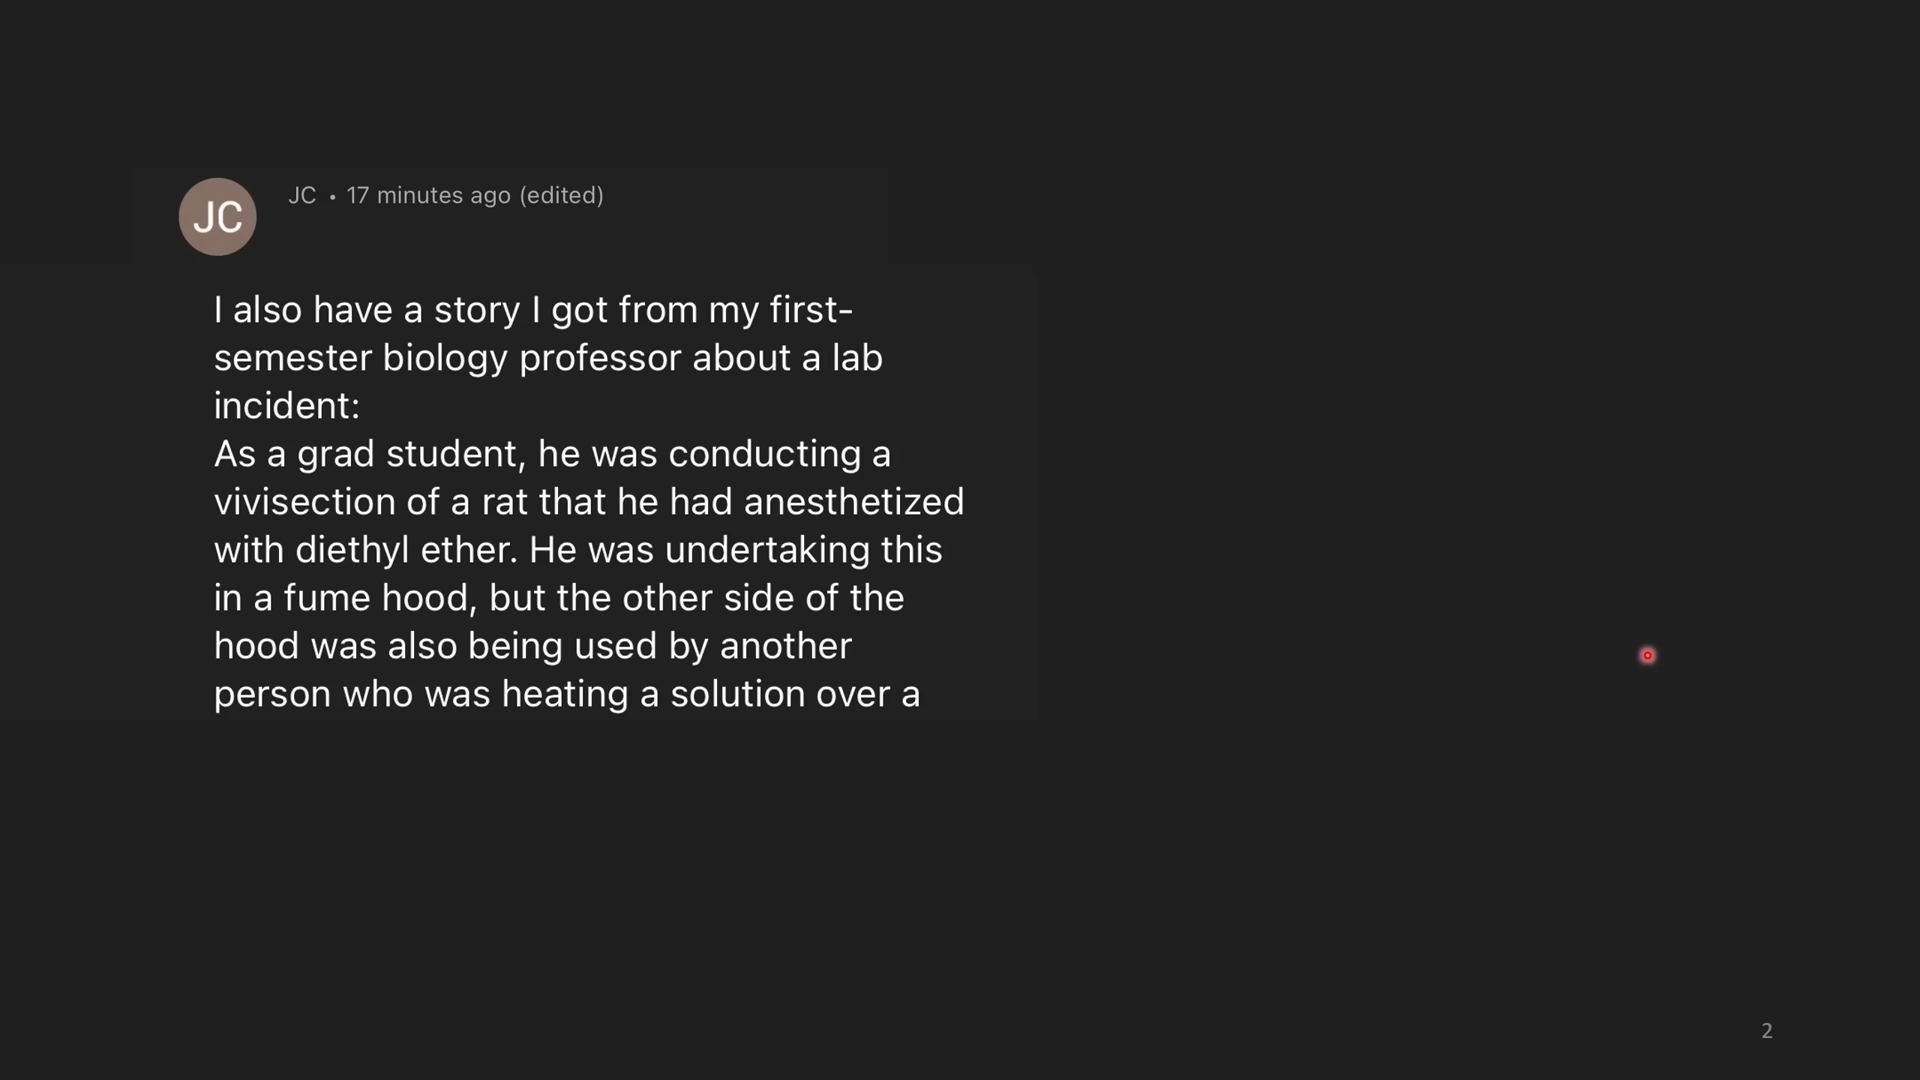 JC
JC • 17 minutes ago (edited)
I also have a story I got from my first-
semester biology professor about a lab
incident:
As a grad student, he was conducting a
vivisection of a rat that he had anesthetized
with diethyl ether. He was undertaking this
in a fume hood, but the other side of the
hood was also being used by another
person who was heating a solution over a
2